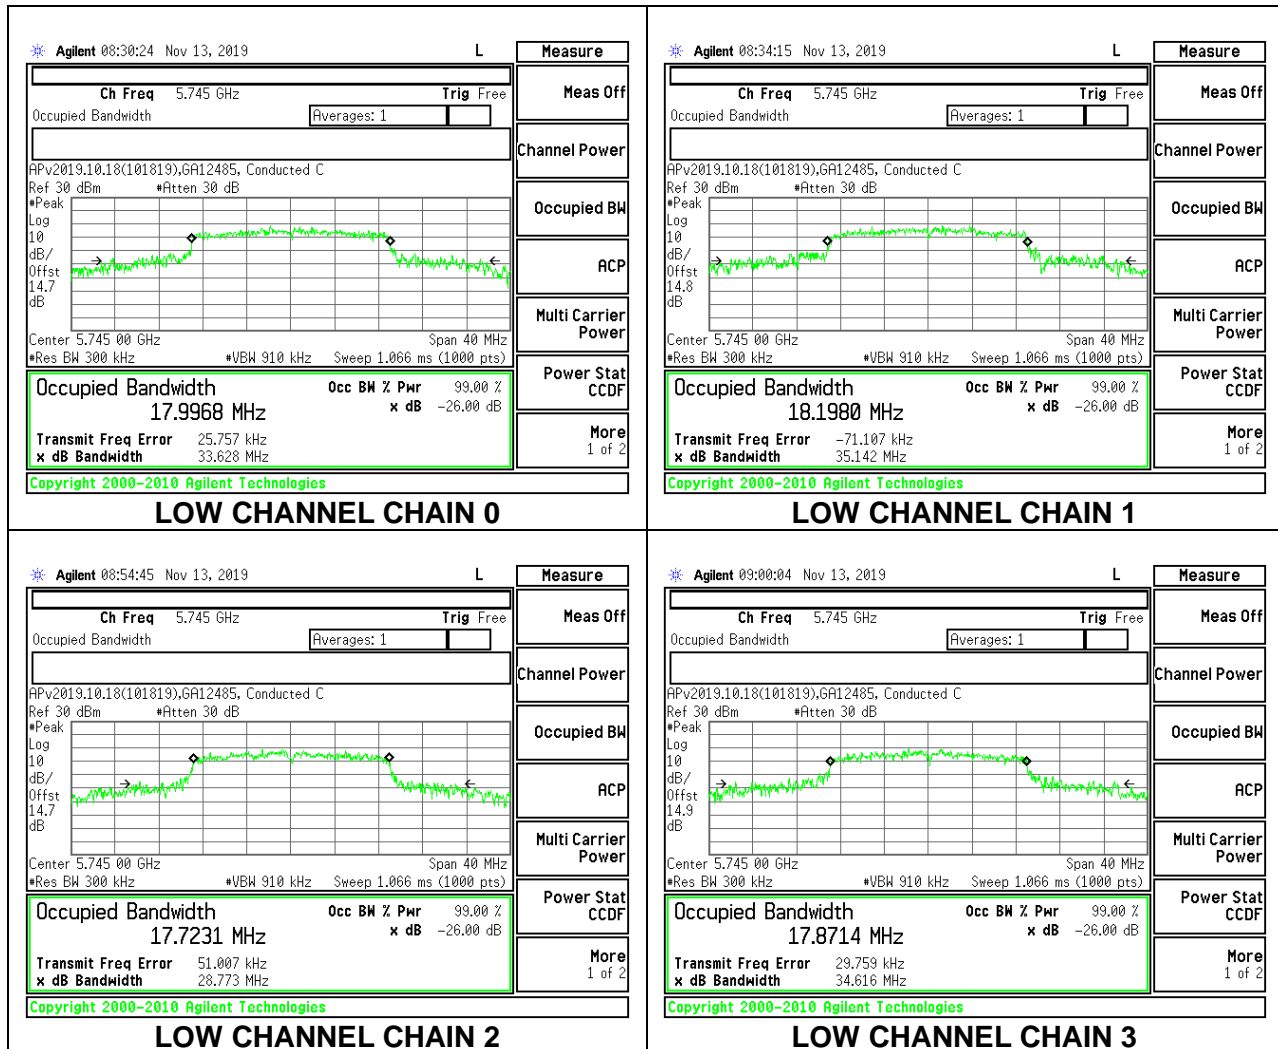 Agilent 08:30:24 Nov 13, 2019 L Measure
Ch Freq 5.745 GHz Trig Free
Occupied Bandwidth Averages: 1
APv2019.10.18(101819),GA12485, Conducted C
Ref 30 dBm #Atten 30 dB
#Peak
Log
10
dB/
Offst
14.7
dB
Center 5.745 00 GHz Span 40 MHz
#Res BW 300 kHz #VBW 910 kHz Sweep 1.066 ms (1000 pts)
Occupied Bandwidth Occ BW % Pwr 99.00 %
17.9968 MHz x dB -26.00 dB
Transmit Freq Error 25.757 kHz
x dB Bandwidth 33.628 MHz
Copyright 2000-2010 Agilent Technologies
Meas Off
Channel Power
Occupied BW
ACP
Multi Carrier
Power
Power Stat
CCDF
More
1 of 2
LOW CHANNEL CHAIN 0
Agilent 08:34:15 Nov 13, 2019 L Measure
Ch Freq 5.745 GHz Trig Free
Occupied Bandwidth Averages: 1
APv2019.10.18(101819),GA12485, Conducted C
Ref 30 dBm #Atten 30 dB
#Peak
Log
10
dB/
Offst
14.8
dB
Center 5.745 00 GHz Span 40 MHz
#Res BW 300 kHz #VBW 910 kHz Sweep 1.066 ms (1000 pts)
Occupied Bandwidth Occ BW % Pwr 99.00 %
18.1980 MHz x dB -26.00 dB
Transmit Freq Error -71.107 kHz
x dB Bandwidth 35.142 MHz
Copyright 2000-2010 Agilent Technologies
Meas Off
Channel Power
Occupied BW
ACP
Multi Carrier
Power
Power Stat
CCDF
More
1 of 2
LOW CHANNEL CHAIN 1
Agilent 08:54:45 Nov 13, 2019 L Measure
Ch Freq 5.745 GHz Trig Free
Occupied Bandwidth Averages: 1
APv2019.10.18(101819),GA12485, Conducted C
Ref 30 dBm #Atten 30 dB
#Peak
Log
10
dB/
Offst
14.7
dB
Center 5.745 00 GHz Span 40 MHz
#Res BW 300 kHz #VBW 910 kHz Sweep 1.066 ms (1000 pts)
Occupied Bandwidth Occ BW % Pwr 99.00 %
17.7231 MHz x dB -26.00 dB
Transmit Freq Error 51.007 kHz
x dB Bandwidth 28.773 MHz
Copyright 2000-2010 Agilent Technologies
Meas Off
Channel Power
Occupied BW
ACP
Multi Carrier
Power
Power Stat
CCDF
More
1 of 2
LOW CHANNEL CHAIN 2
Agilent 09:00:04 Nov 13, 2019 L Measure
Ch Freq 5.745 GHz Trig Free
Occupied Bandwidth Averages: 1
APv2019.10.18(101819),GA12485, Conducted C
Ref 30 dBm #Atten 30 dB
#Peak
Log
10
dB/
Offst
14.9
dB
Center 5.745 00 GHz Span 40 MHz
#Res BW 300 kHz #VBW 910 kHz Sweep 1.066 ms (1000 pts)
Occupied Bandwidth Occ BW % Pwr 99.00 %
17.8714 MHz x dB -26.00 dB
Transmit Freq Error 29.759 kHz
x dB Bandwidth 34.616 MHz
Copyright 2000-2010 Agilent Technologies
Meas Off
Channel Power
Occupied BW
ACP
Multi Carrier
Power
Power Stat
CCDF
More
1 of 2
LOW CHANNEL CHAIN 3